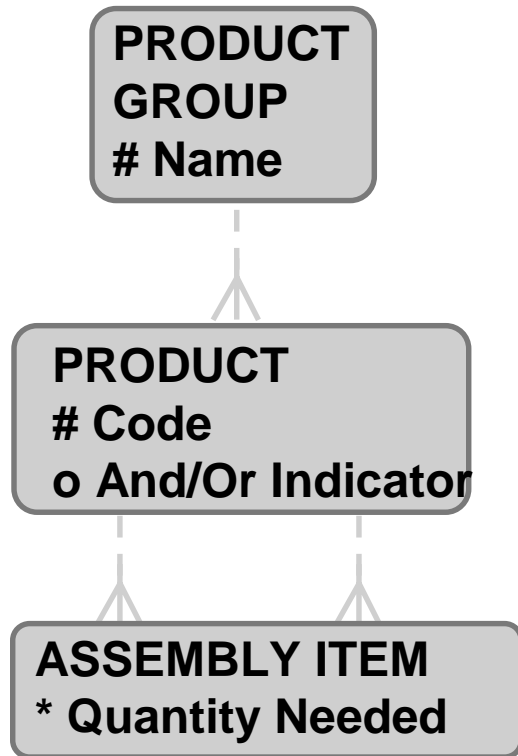 PRODUCT
GROUP
# Name
PRODUCT
# Code
o And/Or Indicator
ASSEMBLY ITEM
* Quantity Needed